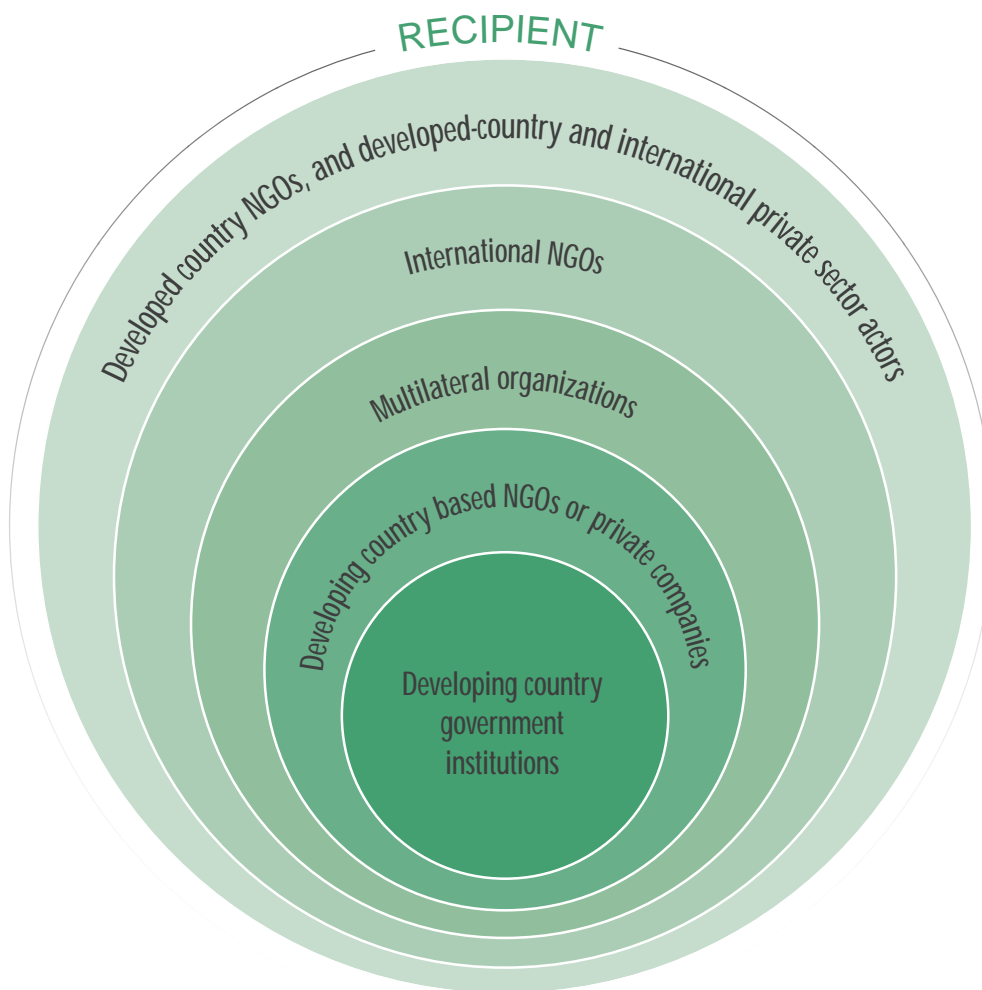 RECIPIENT
Developed country NGOs, and developed-country and international private sector actors
International NGOs
Multilateral organizations
Developing country based NGOs or private companies
Developing country
government
institutions